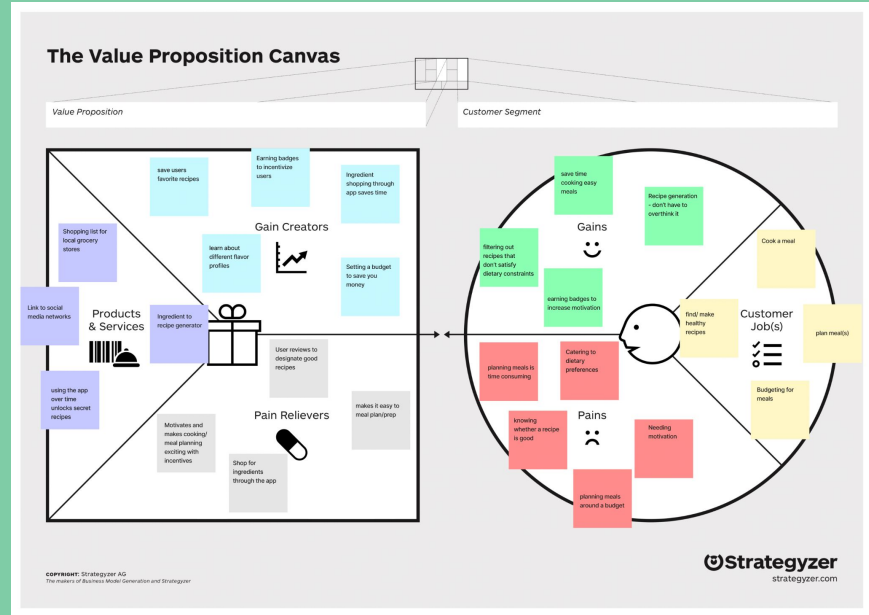 The Value Proposition Canvas
Value Proposition
Customer Segment
save users
favorite recipes
Earning badges
to incentivize
users
Ingredient
shopping through
app saves time
Gain Creators
learn about
different flavor
profiles
Setting a budget
to save you
money
Shopping list for
local grocery
stores
Link to social
media networks
Products
& Services
Ingredient to
recipe generator
using the app
over time
unlocks secret
recipes
User reviews to
designate good
recipes
Pain Relievers
makes it easy to
meal plan/prep
Motivates and
makes cooking/
meal planning
exciting with
incentives
Shop for
ingredients
through the app
save time
cooking easy
meals
Recipe generation
- don't have to
overthink it
Gains
filtering out
recipes that
don't satisfy
dietary constraints
earning badges to
increase motivation
Cook a meal
find/ make
healthy
recipes
Customer
Job(s)
plan meal(s)
Budgeting for
meals
planning meals is
time consuming
Catering to
dietary
preferences
knowing
whether a recipe
is good
Pains
Needing
motivation
planning meals
around a budget
COPYRIGHT: Strategyzer AG
The makers of Business Model Generation and Strategyzer
Strategyzer
strategyzer.com